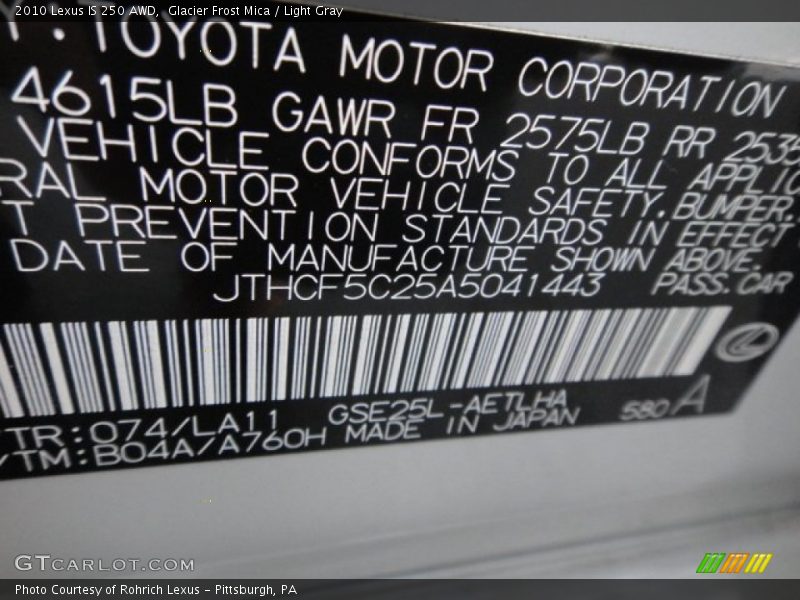 2010 Lexus IS 250 AWD,  Glacier Frost Mica / Light Gray
Y. TOYOTA MOTOR CORPORATION
4615LB GAWR FR 2575LB RR 2535
VEHICLE CONFORMS TO ALL APPLIC
RAL MOTOR VEHICLE SAFETY, BUMPER,
T PREVENTION STANDARDS IN EFFECT
DATE OF MANUFACTURE SHOWN ABOVE.
JTHCF5C25A5041443 PASS. CAR
TR:074/LA11 GSE25L-AETLHA 580 A
/TM:B04A/A760H MADE IN JAPAN
GTCARLOT.COM
Photo Courtesy of Rohrich Lexus – Pittsburgh, PA